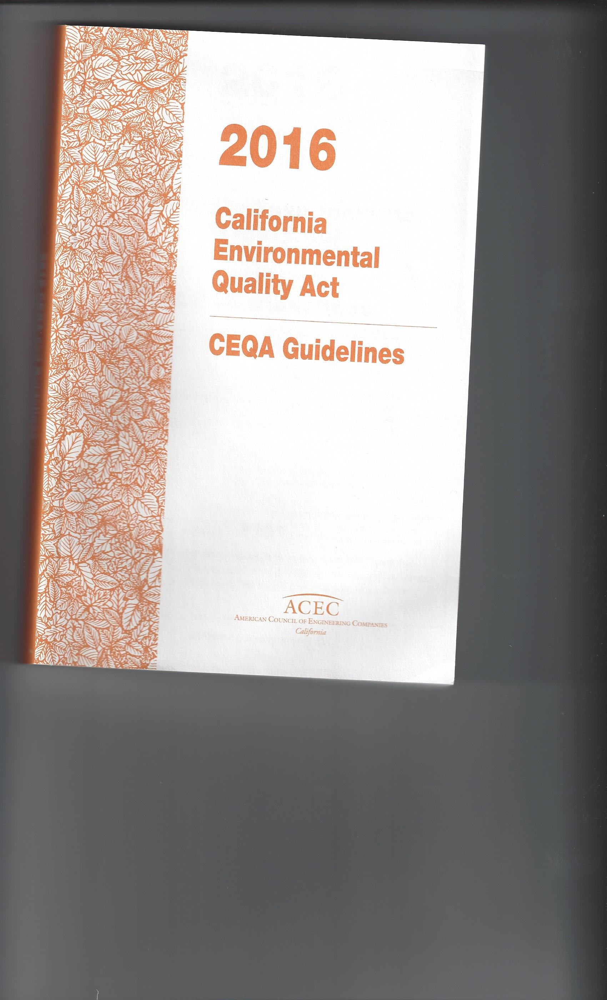 2016
California
Environmental
Quality Act
CEQA Guidelines
ACEC
AMERICAN COUNCIL OF ENGINEERING COMPANIES
California